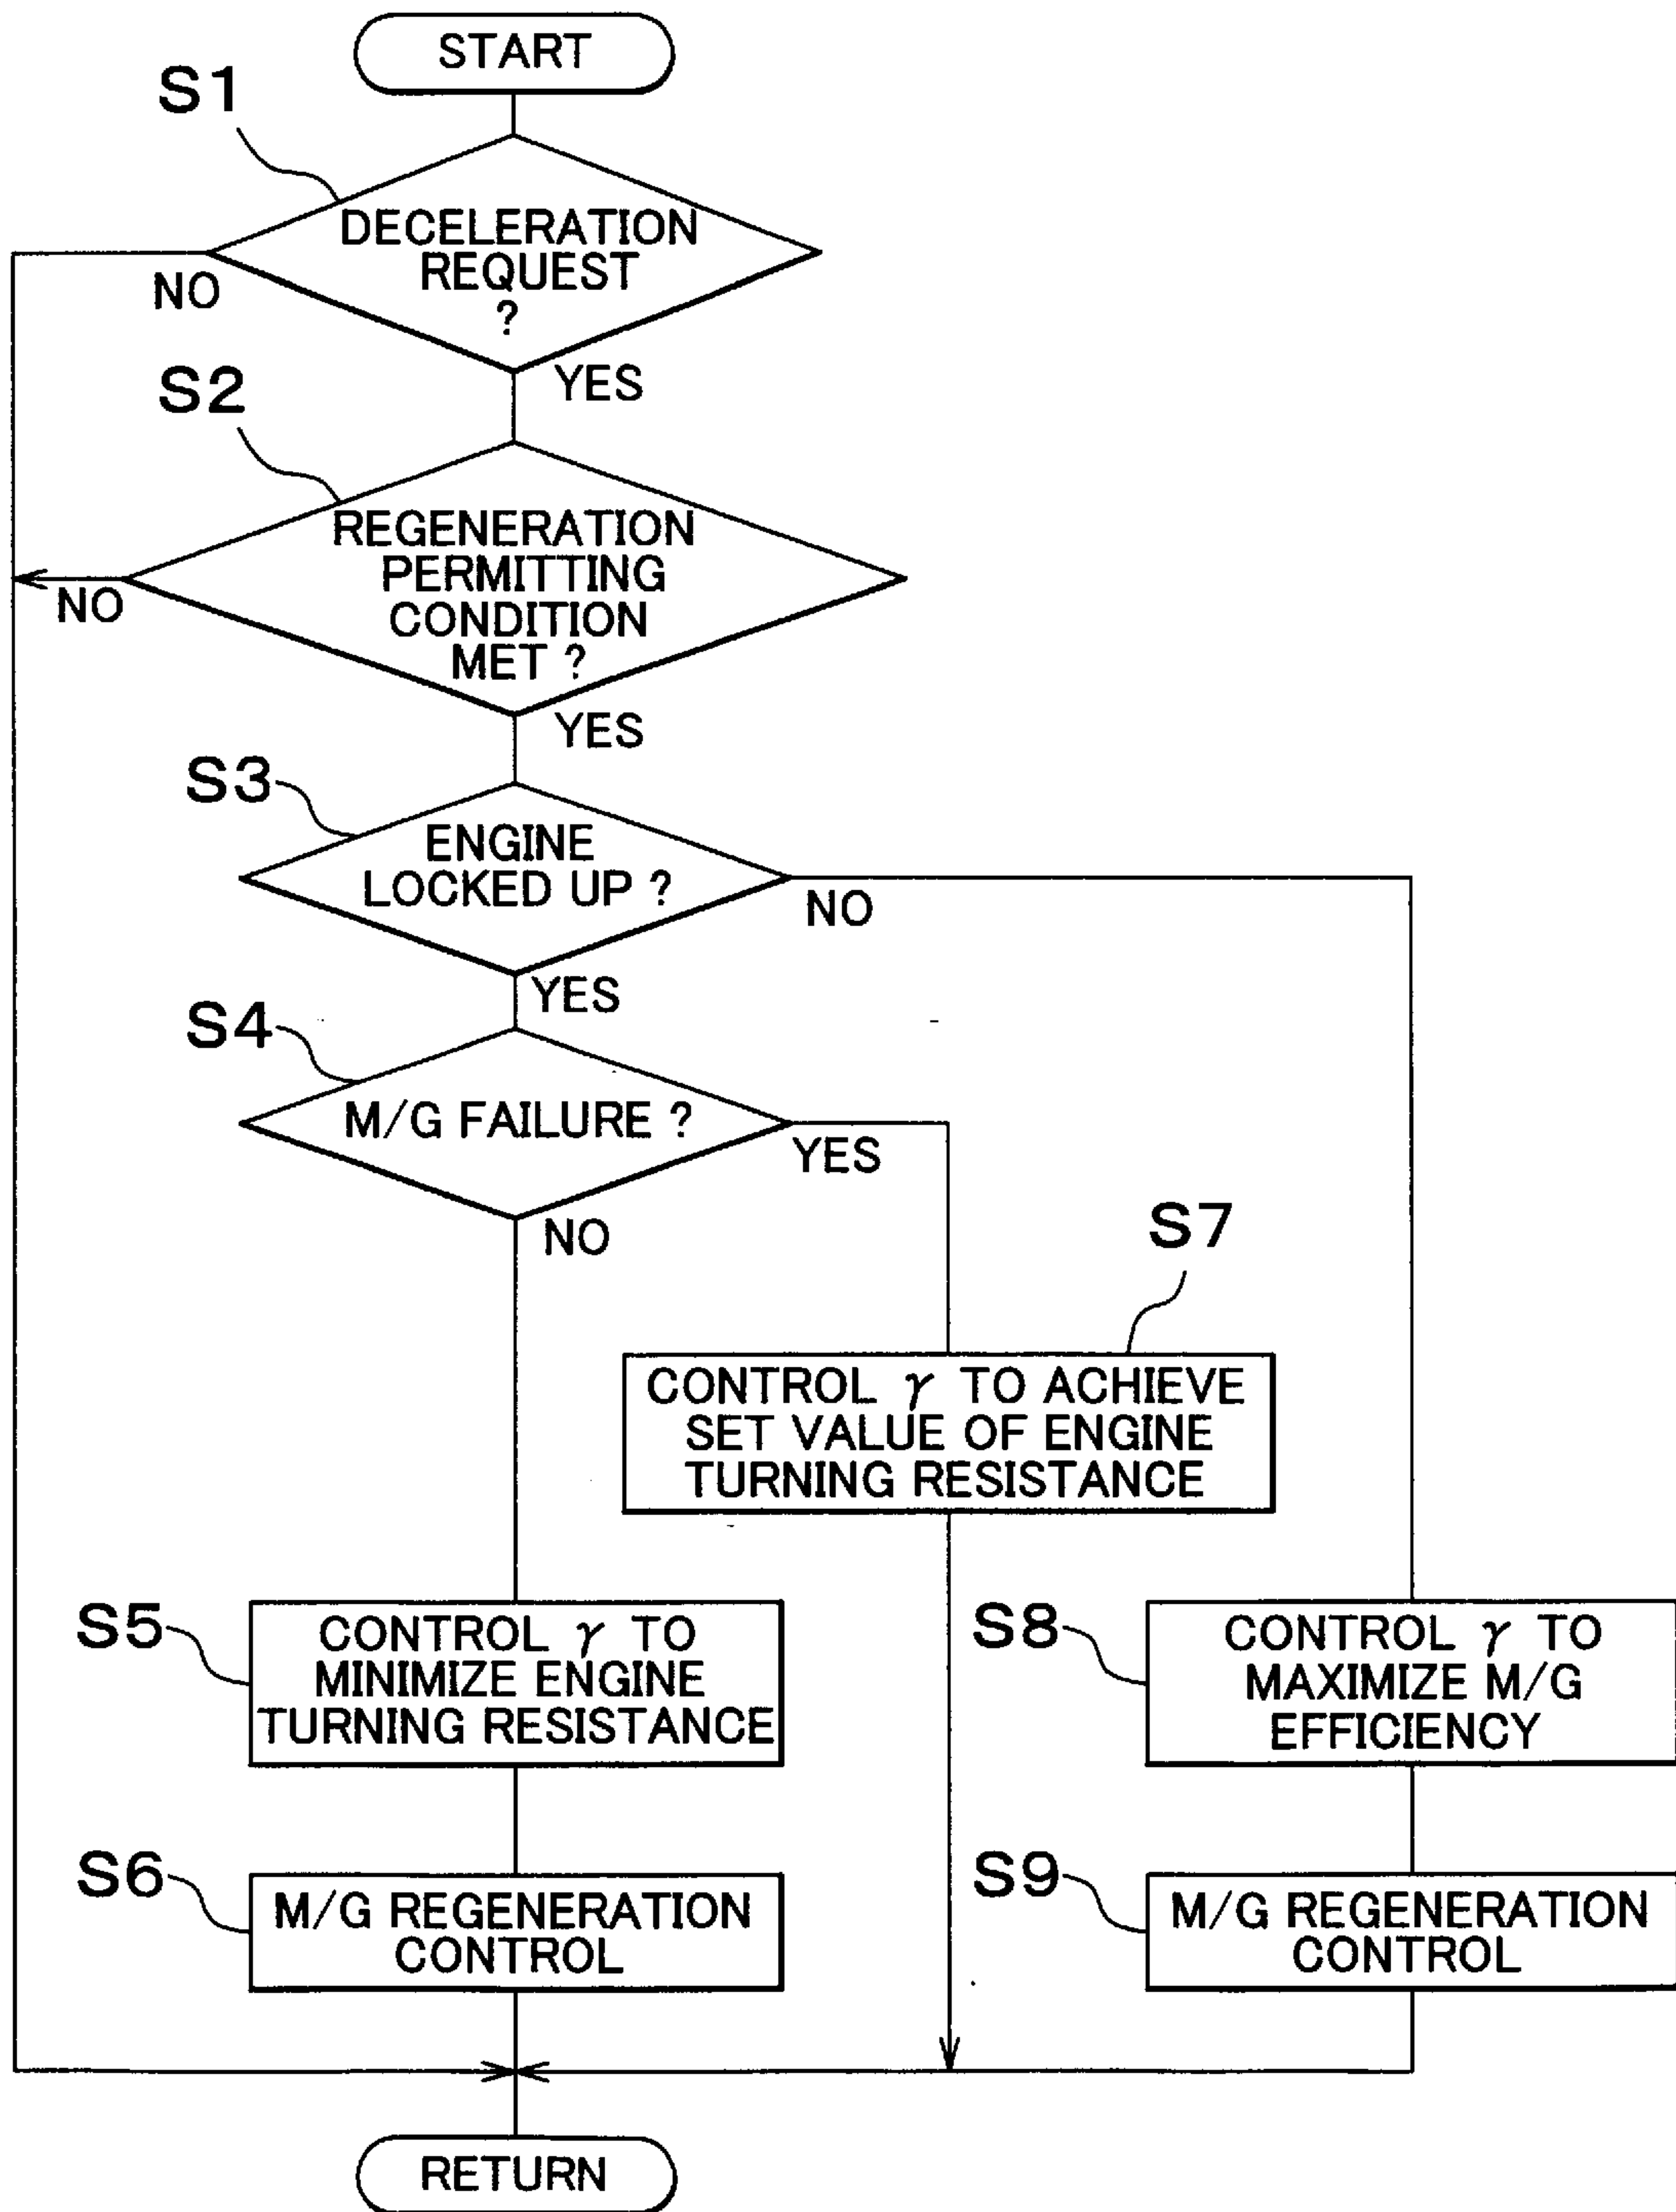 START
S1
DECELERATION
REQUEST
?
NO
YES
S2
REGENERATION
PERMITTING
CONDITION
MET ?
NO
YES
S3
ENGINE
LOCKED UP ?
NO
YES
S4
M/G FAILURE ?
YES
NO
S7
CONTROL γ TO ACHIEVE
SET VALUE OF ENGINE
TURNING RESISTANCE
S5
CONTROL γ TO
MINIMIZE ENGINE
TURNING RESISTANCE
S8
CONTROL γ TO
MAXIMIZE M/G
EFFICIENCY
S6
M/G REGENERATION
CONTROL
S9
M/G REGENERATION
CONTROL
RETURN